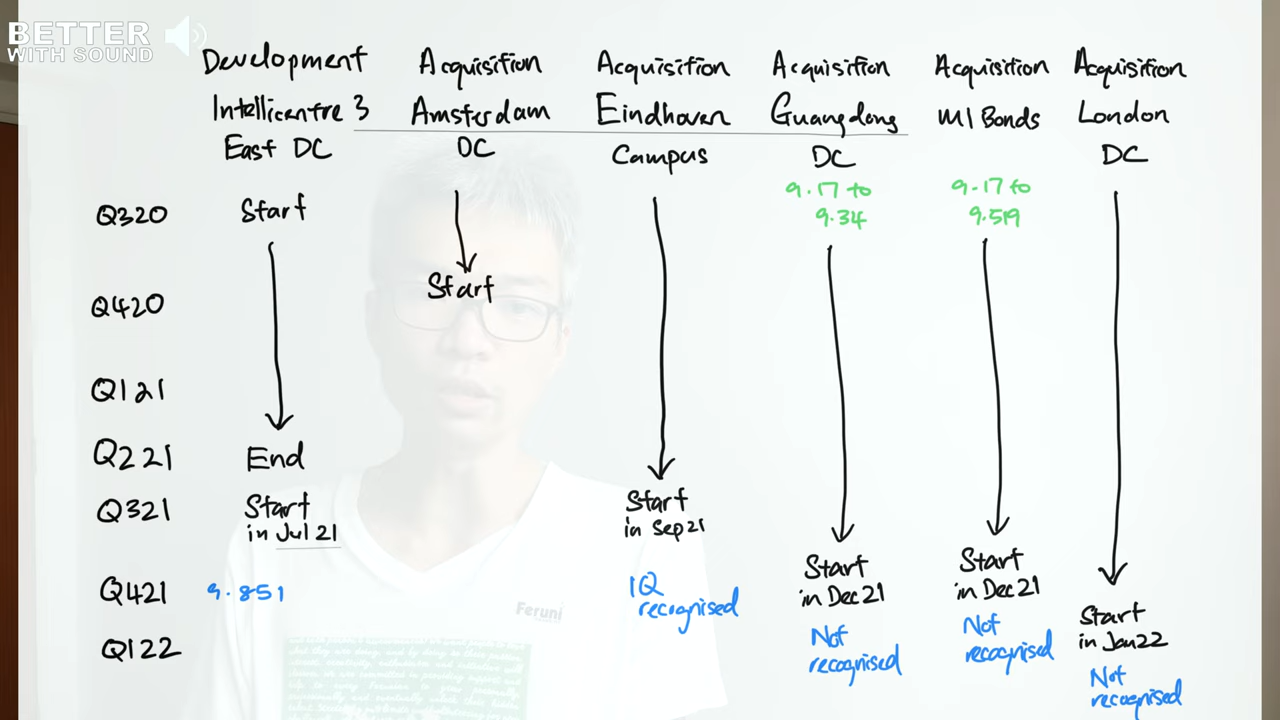 BETTER
WITH SOUND
Development
Intellicentre 3
East DC
Acquisition
Amsterdam
DC
Acquisition
Eindhoven
Campus
Acquisition
Guangdong
DC
9.17 to
9.34
Acquisition
M1 Bonds
9.17 to
9.519
Acquisition
London
DC
Q320
Start
Start
Q420
Q121
Q221
End
Q321
Start
in Jul 21
Start
in Sep 21
Start
in Dec 21
Start
in Dec 21
Start
in Jan 22
Q421
9.851
1Q
recognised
Not
recognised
Not
recognised
Not
recognised
Q122
Feruni